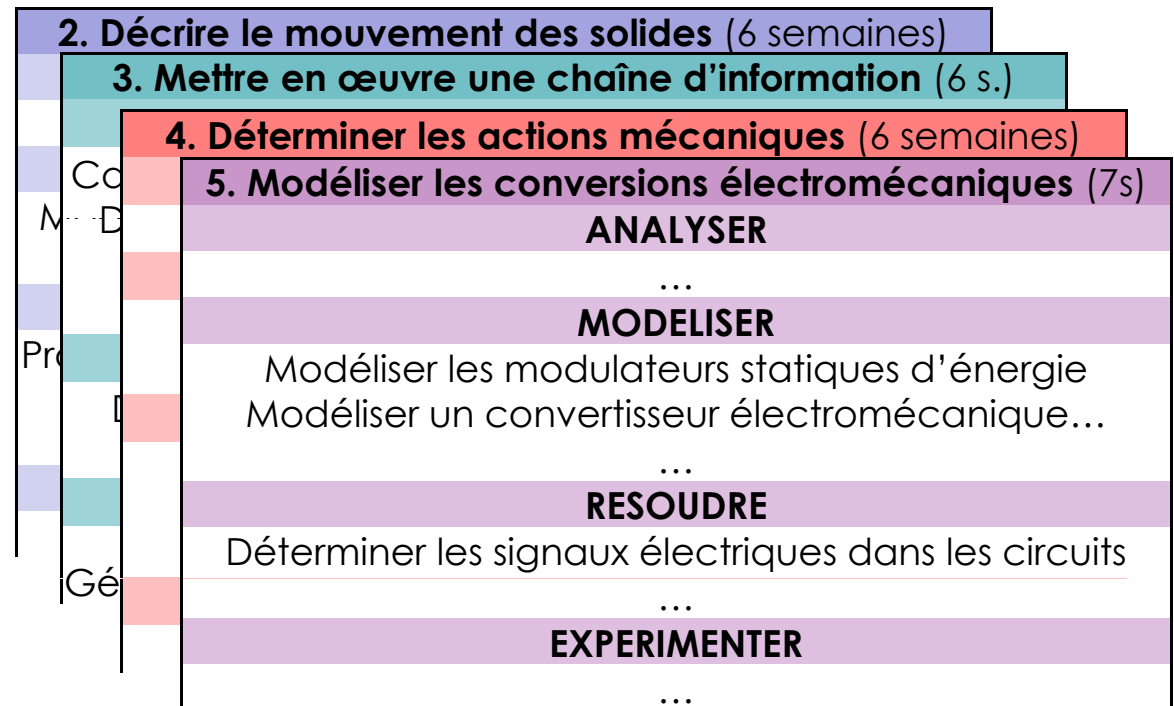 2. Décrire le mouvement des solides (6 semaines)
3. Mettre en œuvre une chaîne d’information (6 s.)
4. Déterminer les actions mécaniques (6 semaines)
5. Modéliser les conversions électromécaniques (7s)
ANALYSER
…
MODELISER
Modéliser les modulateurs statiques d’énergie
Modéliser un convertisseur électromécanique…
…
RESOUDRE
Déterminer les signaux électriques dans les circuits
…
EXPERIMENTER
…